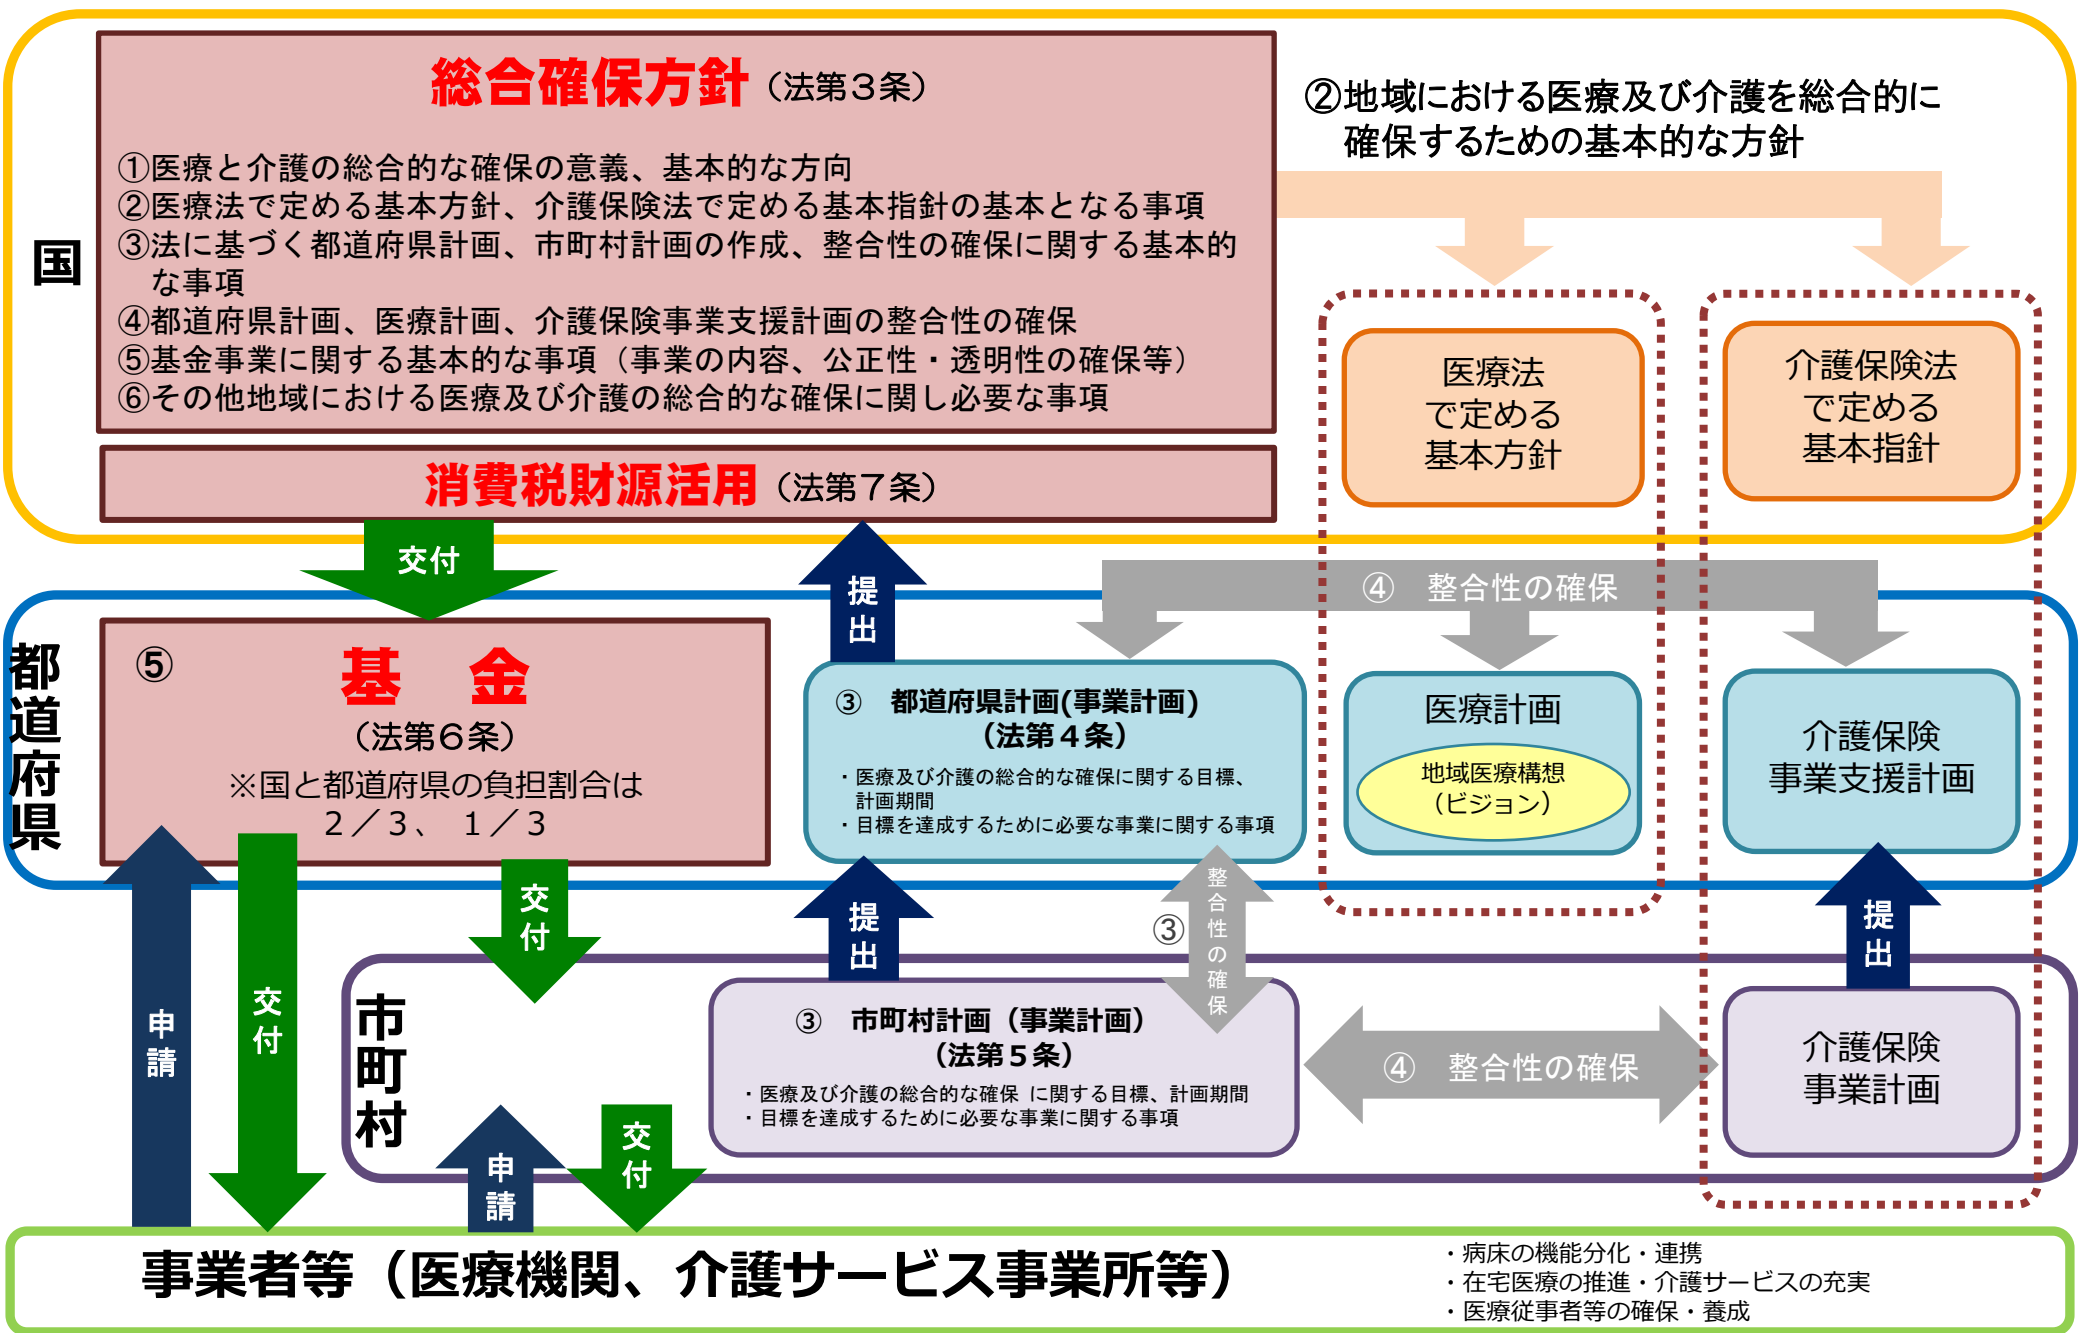 国
総合確保方針（法第３条）
①医療と介護の総合的な確保の意義、基本的な方向
②医療法で定める基本方針、介護保険法で定める基本指針の基本となる事項
③法に基づく都道府県計画、市町村計画の作成、整合性の確保に関する基本的
な事項
④都道府県計画、医療計画、介護保険事業支援計画の整合性の確保
⑤基金事業に関する基本的な事項（事業の内容、公正性・透明性の確保等）
⑥その他地域における医療及び介護の総合的な確保に関し必要な事項
消費税財源活用（法第７条）
②地域における医療及び介護を総合的に
確保するための基本的な方針
医療法
で定める
基本方針
介護保険法
で定める
基本指針
交付
提出
④　整合性の確保
都道府県
⑤
基　金
（法第６条）
※国と都道府県の負担割合は
２／３、１／３
③　都道府県計画(事業計画)
（法第４条）
・医療及び介護の総合的な確保に関する目標、
計画期間
・目標を達成するために必要な事業に関する事項
医療計画
地域医療構想
（ビジョン）
介護保険
事業支援計画
申請
交付
交付
提出
③
整合性の確保
提出
市町村
③　市町村計画（事業計画）
（法第５条）
・医療及び介護の総合的な確保 に関する目標、計画期間
・目標を達成するために必要な事業に関する事項
④　整合性の確保
介護保険
事業計画
申請
交付
事業者等（医療機関、介護サービス事業所等）
・病床の機能分化・連携
・在宅医療の推進・介護サービスの充実
・医療従事者等の確保・養成